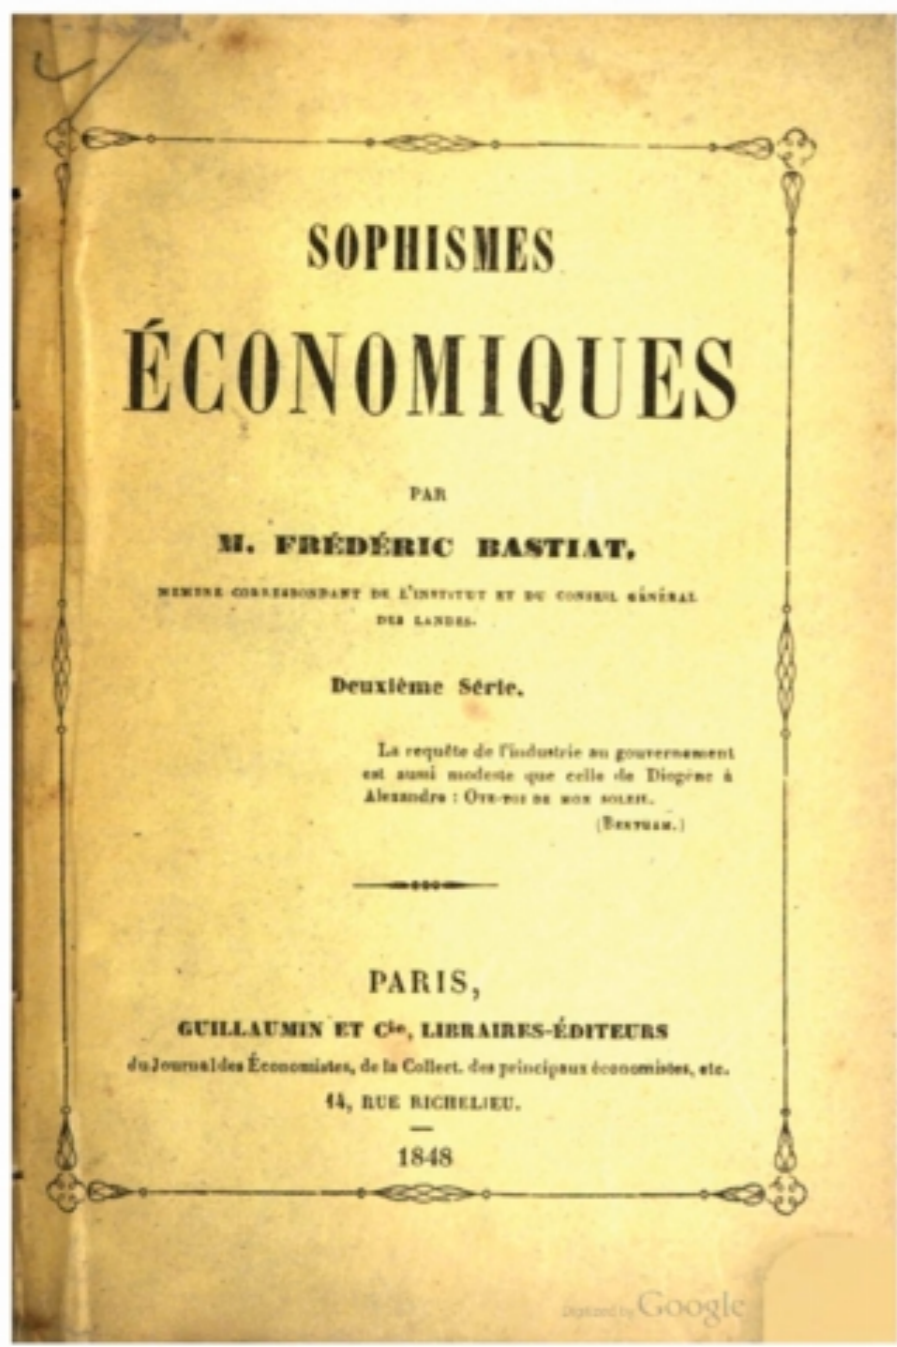 SOPHISMES
ÉCONOMIQUES
PAR
M. FRÉDÉRIC BASTIAT,
MEMBRE CORRESPONDANT DE L'INSTITUT ET DU CONSEIL GÉNÉRAL
DES LANDES.
Deuxième Série.
La requête de l'industrie au gouvernement
est aussi modeste que celle de Diogène à
Alexandre : OTE-TOI DE MON SOLEIL.
(BENTHAM.)
PARIS,
GUILLAUMIN ET Cie, LIBRAIRES-ÉDITEURS
du Journal des Économistes, de la Collect. des principaux économistes, etc.
14, RUE RICHELIEU.
1848
Digitized by Google